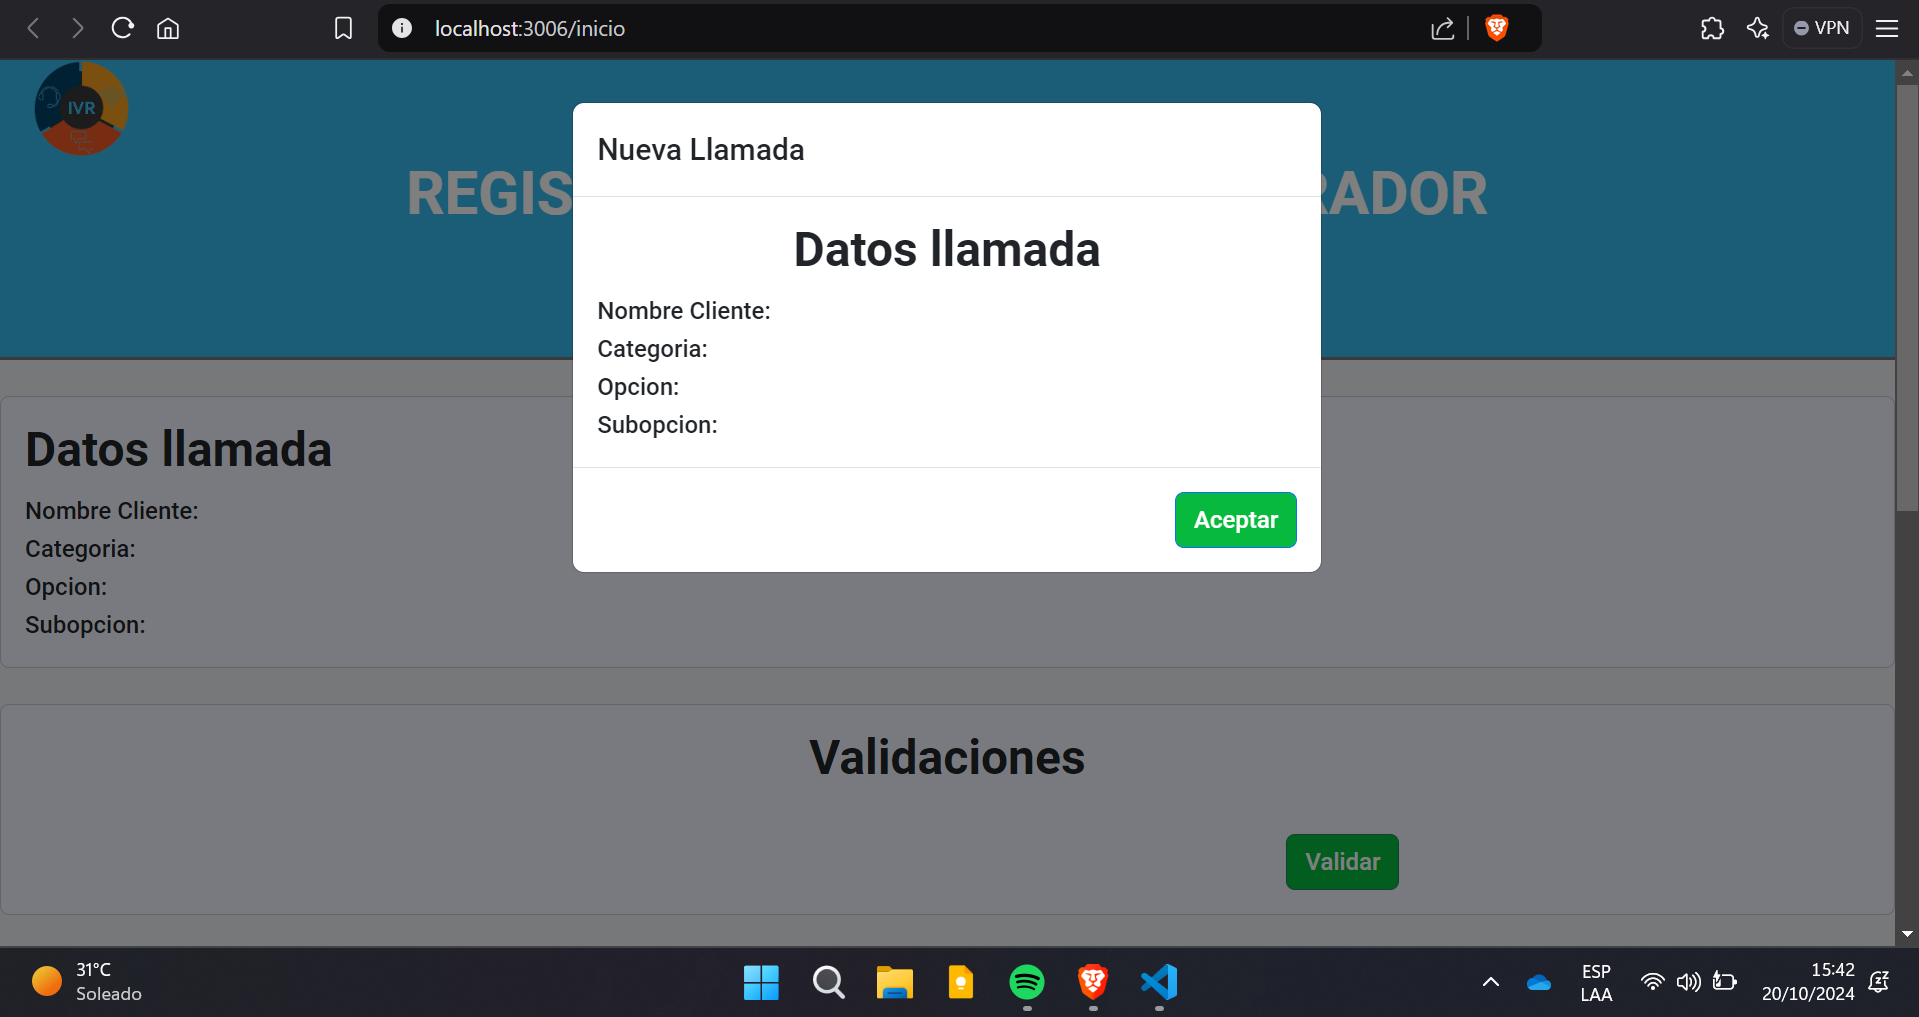 localhost:3006/inicio
VPN
IVR
REGIS
RADOR
Nueva Llamada
Datos llamada
Nombre Cliente:
Categoria:
Opcion:
Subopcion:
Aceptar
Datos llamada
Nombre Cliente:
Categoria:
Opcion:
Subopcion:
Validaciones
Validar
31°C
Soleado
ESP
LAA
15:42
20/10/2024